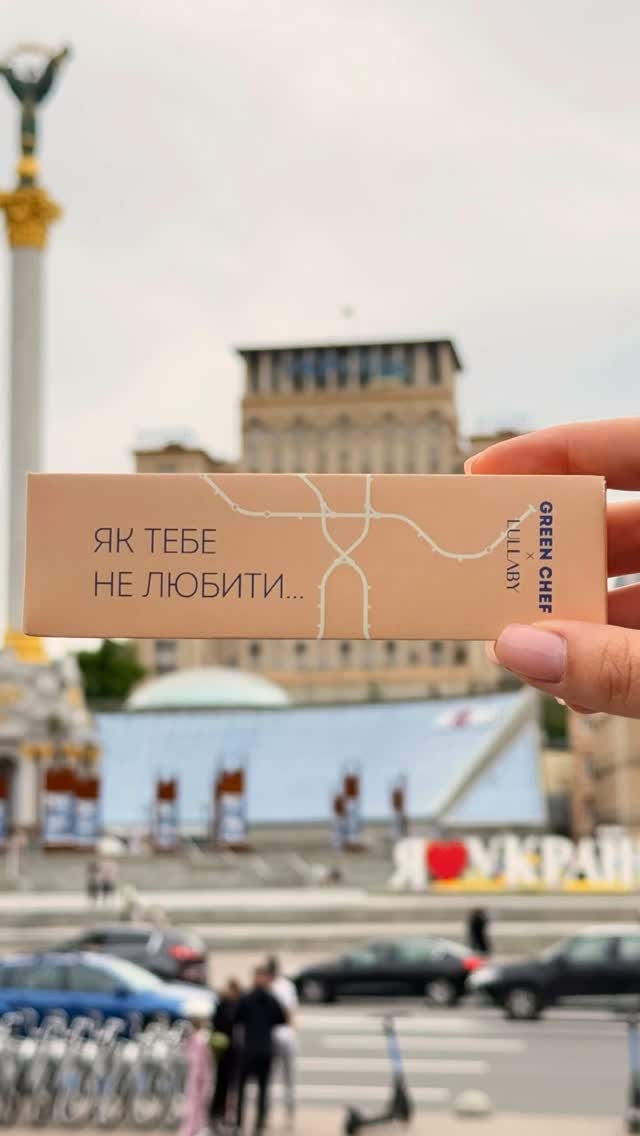 ЯК ТЕБЕ
НЕ ЛЮБИТИ...
GREEN CHEF
×
LULLABY
Я ❤ УКРАЇ